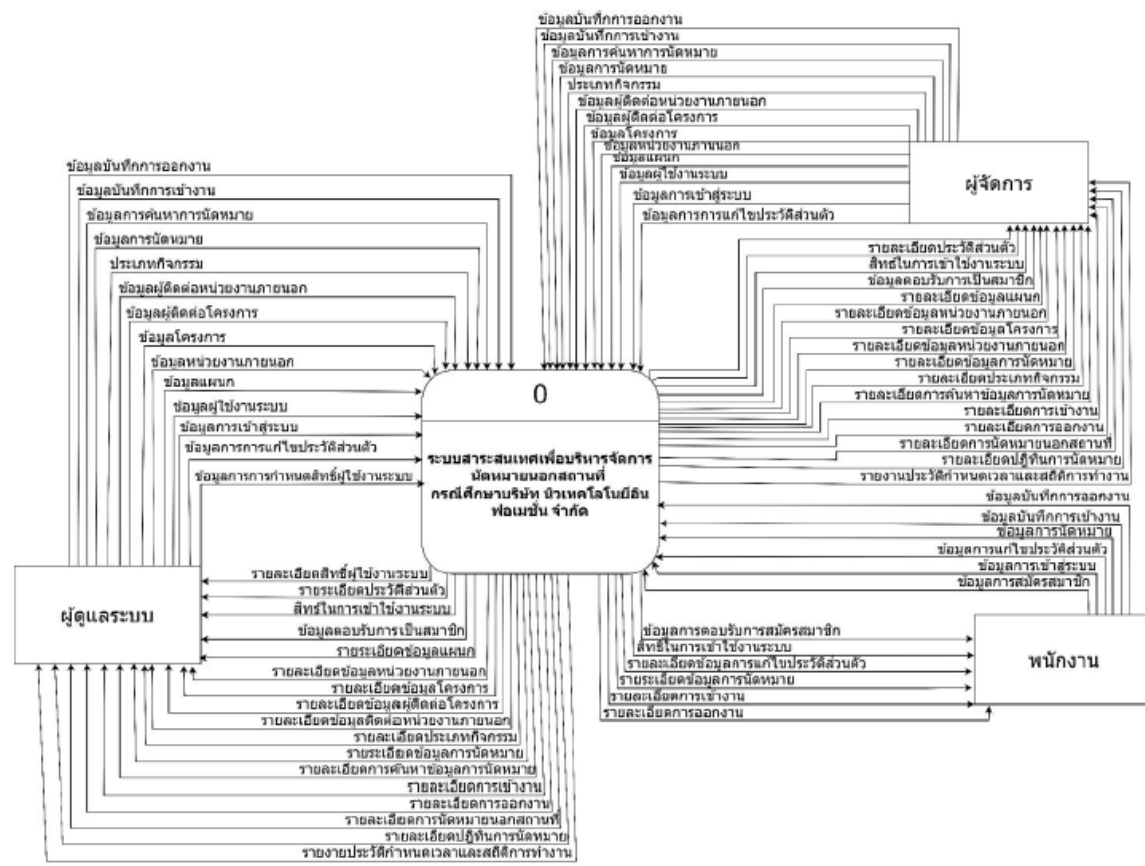 ข้อมูลบันทึกการออกงาน
ข้อมูลบันทึกการเข้างาน
ข้อมูลการค้นหาการนัดหมาย
ข้อมูลการนัดหมาย
ประเภทกิจกรรม
ข้อมูลผู้ติดต่อหน่วยงานภายนอก
ข้อมูลผู้ติดต่อโครงการ
ข้อมูลโครงการ
ข้อมูลหน่วยงานภายนอก
ข้อมูลแผนก
ข้อมูลผู้ใช้งานระบบ
ข้อมูลการเข้าสู่ระบบ
ข้อมูลการการแก้ไขประวัติส่วนตัว
ผู้จัดการ
ข้อมูลบันทึกการออกงาน
ข้อมูลบันทึกการเข้างาน
ข้อมูลการค้นหาการนัดหมาย
ข้อมูลการนัดหมาย
ประเภทกิจกรรม
ข้อมูลผู้ติดต่อหน่วยงานภายนอก
ข้อมูลผู้ติดต่อโครงการ
ข้อมูลโครงการ
ข้อมูลหน่วยงานภายนอก
ข้อมูลแผนก
ข้อมูลผู้ใช้งานระบบ
ข้อมูลการเข้าสู่ระบบ
ข้อมูลการการแก้ไขประวัติส่วนตัว
ข้อมูลการการกำหนดสิทธิ์ผู้ใช้งานระบบ
รายละเอียดประวัติส่วนตัว
สิทธ์ในการเข้าใช้งานระบบ
ข้อมูลตอบรับการเป็นสมาชิก
รายละเอียดข้อมูลแผนก
รายละเอียดข้อมูลหน่วยงานภายนอก
รายละเอียดข้อมูลโครงการ
รายละเอียดข้อมูลหน่วยงานภายนอก
รายละเอียดข้อมูลการนัดหมาย
รายละเอียดประเภทกิจกรรม
รายละเอียดการค้นหาข้อมูลการนัดหมาย
รายละเอียดการเข้างาน
รายละเอียดการออกงาน
รายละเอียดการนัดหมายนอกสถานที่
รายละเอียดปฏิทินการนัดหมาย
รายงานประวัติกำหนดเวลาและสถิติการทำงาน
0
ระบบสาระสนเทศเพื่อบริหารจัดการ
นัดหมายนอกสถานที่
กรณีศึกษาบริษัท นิวเทคโลโนยีอิน
ฟอเมชั่น จำกัด
ข้อมูลบันทึกการออกงาน
ข้อมูลบันทึกการเข้างาน
ข้อมูลการนัดหมาย
ข้อมูลการแก้ไขประวัติส่วนตัว
ข้อมูลการเข้าสู่ระบบ
ข้อมูลการสมัครสมาชิก
ผู้ดูแลระบบ
รายละเอียดสิทธิ์ผู้ใช้งานระบบ
รายระเอียดประวัติส่วนตัว
สิทธ์ในการเข้าใช้งานระบบ
ข้อมูลตอบรับการเป็นสมาชิก
รายระเอียดข้อมูลแผนก
รายละเอียดข้อมูลหน่วยงานภายนอก
รายละเอียดข้อมูลโครงการ
รายละเอียดข้อมูลผู้ติดต่อโครงการ
รายละเอียดข้อมูลติดต่อหน่วยงานภายนอก
รายละเอียดประเภทกิจกรรม
รายระเอียดข้อมูลการนัดหมาย
รายละเอียดการค้นหาข้อมูลการนัดหมาย
รายละเอียดการเข้างาน
รายละเอียดการออกงาน
รายละเอียดการนัดหมายนอกสถานที่
รายละเอียดปฏิทินการนัดหมาย
รายงายประวัติกำหนดเวลาและสถิติการทำงาน
ข้อมูลการตอบรับการสมัครสมาชิก
สิทธิ์ในการเข้าใช้งานระบบ
รายละเอียดข้อมูลการแก้ไขประวัติส่วนตัว
รายระเอียดข้อมูลการนัดหมาย
รายละเอียดการเข้างาน
รายละเอียดการออกงาน
พนักงาน